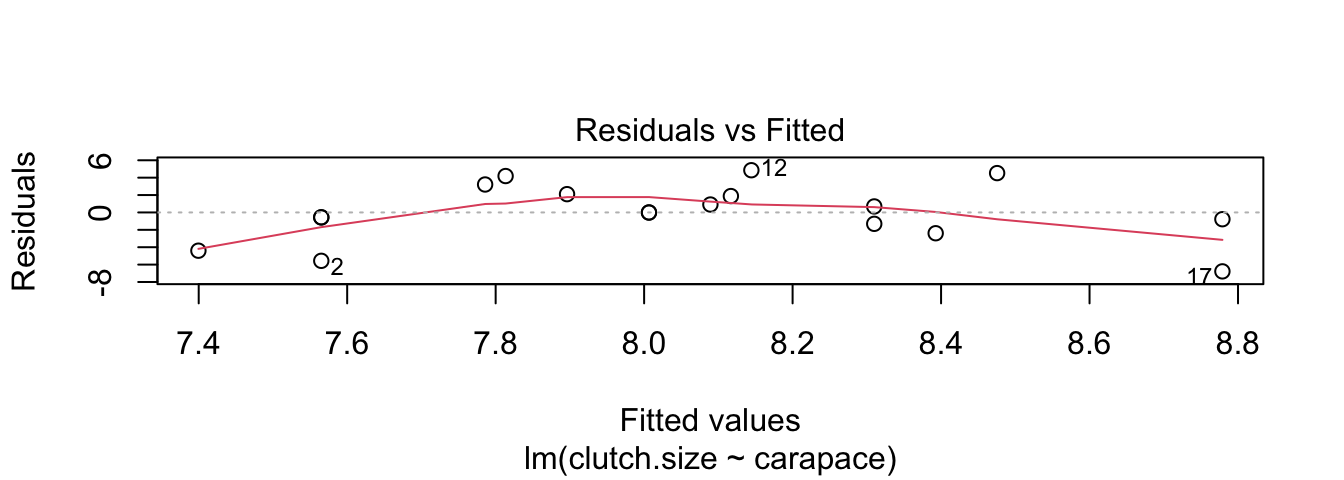 Residuals vs Fitted
Residuals
6
0
-8
12
2
17
7.4 7.6 7.8 8.0 8.2 8.4 8.6 8.8
Fitted values
lm(clutch.size ~ carapace)